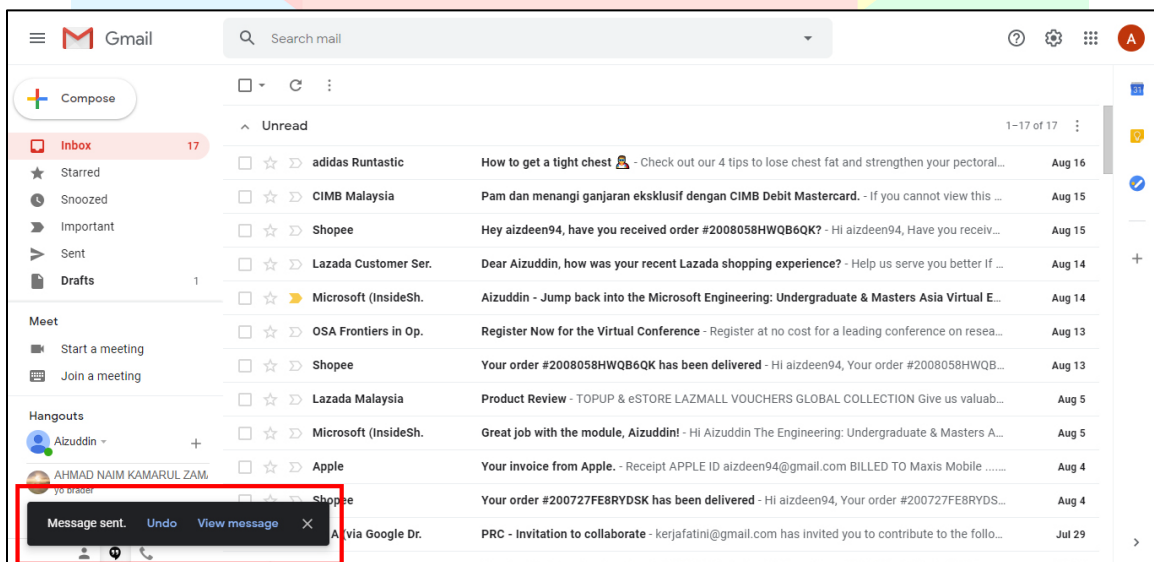 Gmail
Search mail
A
Compose
31
Unread
1–17 of 17
Inbox 17
Starred
Snoozed
Important
Sent
Drafts 1
Meet
Start a meeting
Join a meeting
Hangouts
Aizuddin
AHMAD NAIM KAMARUL ZAMA
yo brader
adidas Runtastic How to get a tight chest - Check out our 4 tips to lose chest fat and strengthen your pectoral... Aug 16
CIMB Malaysia Pam dan menangi ganjaran eksklusif dengan CIMB Debit Mastercard. - If you cannot view this ... Aug 15
Shopee Hey aizdeen94, have you received order #2008058HWQB6QK? - Hi aizdeen94, Have you receiv... Aug 15
Lazada Customer Ser. Dear Aizuddin, how was your recent Lazada shopping experience? - Help us serve you better If ... Aug 14
Microsoft (InsideSh. Aizuddin - Jump back into the Microsoft Engineering: Undergraduate & Masters Asia Virtual E... Aug 14
OSA Frontiers in Op. Register Now for the Virtual Conference - Register at no cost for a leading conference on resea... Aug 13
Shopee Your order #2008058HWQB6QK has been delivered - Hi aizdeen94, Your order #2008058HWQB... Aug 13
Lazada Malaysia Product Review - TOPUP & eSTORE LAZMALL VOUCHERS GLOBAL COLLECTION Give us valuab... Aug 5
Microsoft (InsideSh. Great job with the module, Aizuddin! - Hi Aizuddin The Engineering: Undergraduate & Masters A... Aug 5
Apple Your invoice from Apple. - Receipt APPLE ID aizdeen94@gmail.com BILLED TO Maxis Mobile ...... Aug 4
Shopee Your order #200727FE8RYDSK has been delivered - Hi aizdeen94, Your order #200727FE8RYDS... Aug 4
A (via Google Dr. PRC - Invitation to collaborate - kerjafatini@gmail.com has invited you to contribute to the follo... Jul 29
Message sent. Undo View message